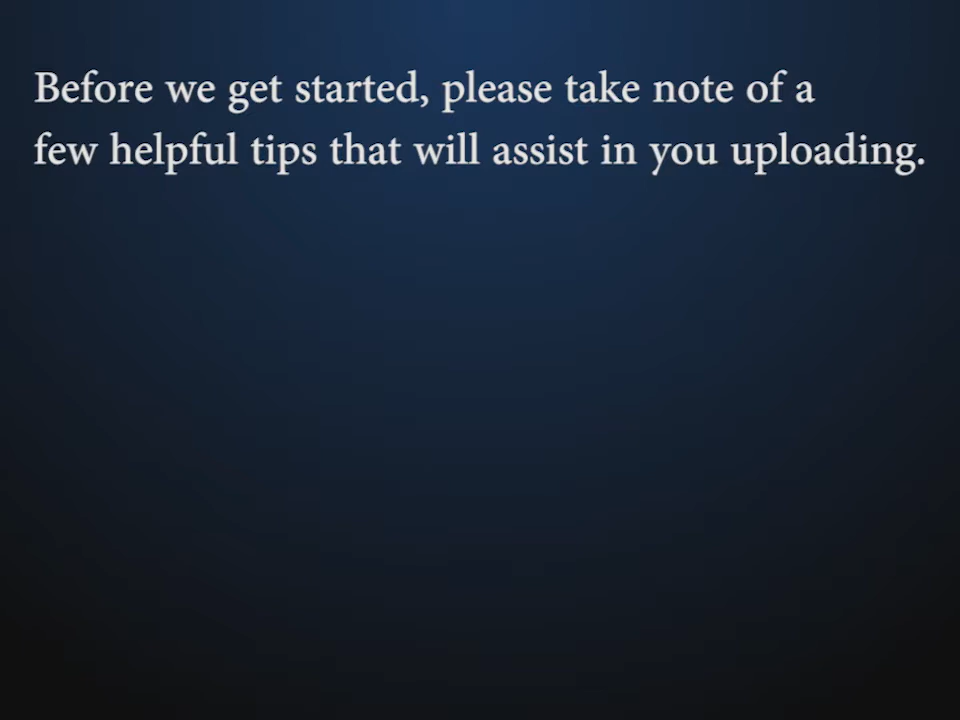 Before we get started, please take note of a
few helpful tips that will assist in you uploading.